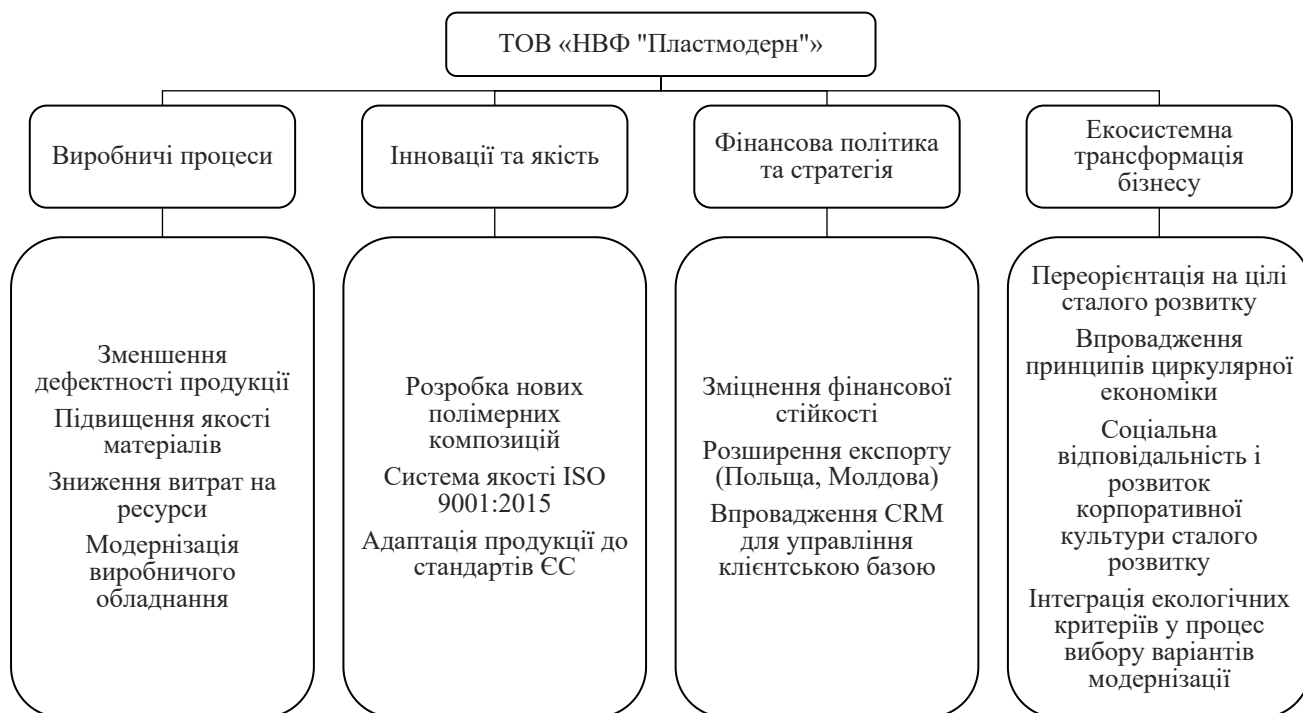 ТОВ «НВФ "Пластмодерн"»
Виробничі процеси
Інновації та якість
Фінансова політика
та стратегія
Екосистемна
трансформація
бізнесу
Зменшення
дефектності продукції
Підвищення якості
матеріалів
Зниження витрат на
ресурси
Модернізація
виробничого
обладнання
Розробка нових
полімерних
композицій
Система якості ISO
9001:2015
Адаптація продукції до
стандартів ЄС
Зміцнення фінансової
стійкості
Розширення експорту
(Польща, Молдова)
Впровадження CRM
для управління
клієнтською базою
Переорієнтація на цілі
сталого розвитку
Впровадження
принципів циркулярної
економіки
Соціальна
відповідальність і
розвиток
корпоративної
культури сталого
розвитку
Інтеграція екологічних
критеріїв у процес
вибору варіантів
модернізації